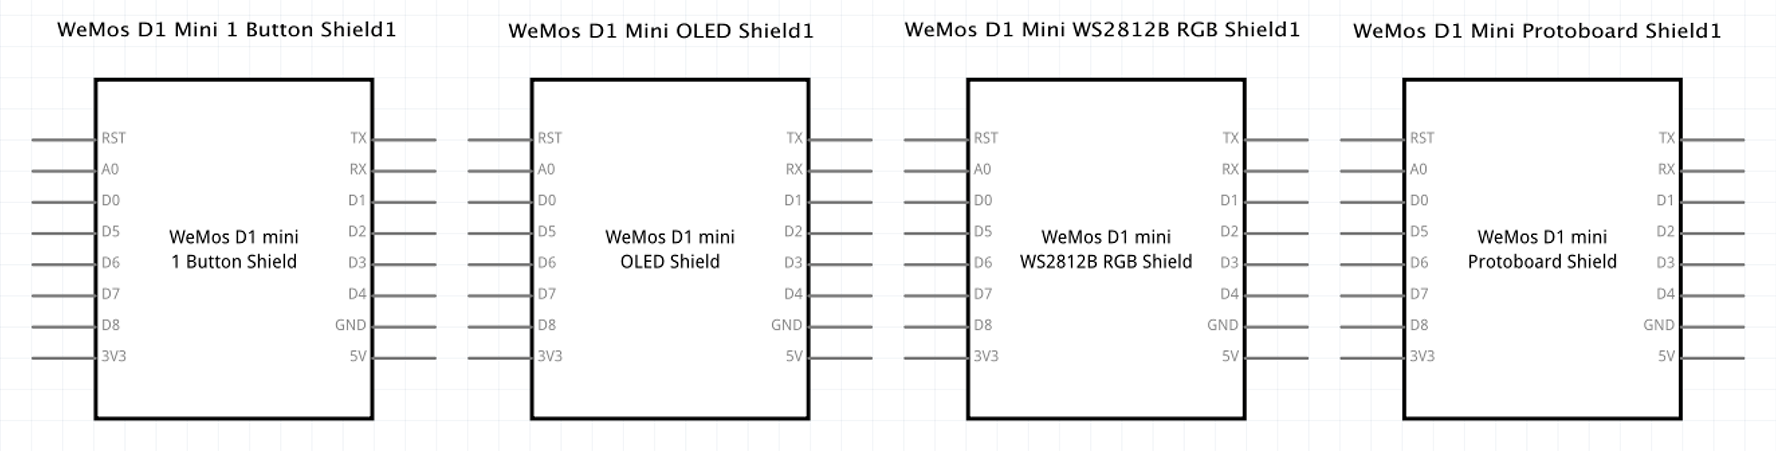 WeMos D1 Mini 1 Button Shield1
RST
A0
D0
D5
D6
D7
D8
3V3
WeMos D1 mini
1 Button Shield
TX
RX
D1
D2
D3
D4
GND
5V
WeMos D1 Mini OLED Shield1
RST
A0
D0
D5
D6
D7
D8
3V3
WeMos D1 mini
OLED Shield
TX
RX
D1
D2
D3
D4
GND
5V
WeMos D1 Mini WS2812B RGB Shield1
RST
A0
D0
D5
D6
D7
D8
3V3
WeMos D1 mini
WS2812B RGB Shield
TX
RX
D1
D2
D3
D4
GND
5V
WeMos D1 Mini Protoboard Shield1
RST
A0
D0
D5
D6
D7
D8
3V3
WeMos D1 mini
Protoboard Shield
TX
RX
D1
D2
D3
D4
GND
5V